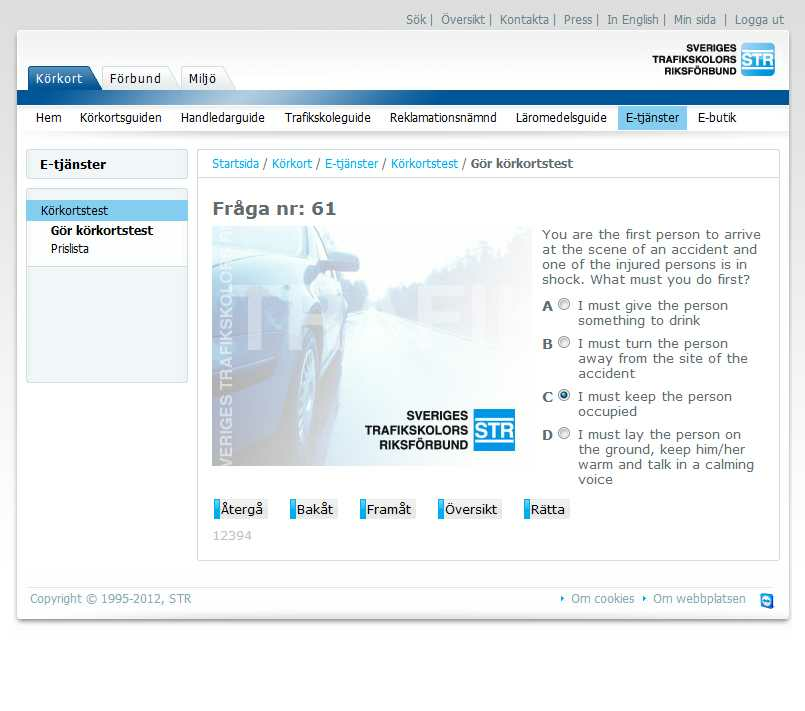 Sök | Översikt | Kontakta | Press | In English | Min sida | Logga ut
SVERIGES
TRAFIKSKOLORS
RIKSFÖRBUND
STR
Körkort Förbund Miljö
Hem Körkortsguiden Handledarguide Trafikskoleguide Reklamationsnämnd Läromedelsguide E-tjänster E-butik
E-tjänster
Körkortstest
Gör körkortstest
Prislista
Startsida / Körkort / E-tjänster / Körkortstest / Gör körkortstest
Fråga nr: 61
VERIGES TRAFIKSKOLORS
TRAFI
SVERIGES
TRAFIKSKOLORS
RIKSFÖRBUND
STR
You are the first person to arrive
at the scene of an accident and
one of the injured persons is in
shock. What must you do first?
A I must give the person
something to drink
B I must turn the person
away from the site of the
accident
C I must keep the person
occupied
D I must lay the person on
the ground, keep him/her
warm and talk in a calming
voice
Återgå Bakåt Framåt Översikt Rätta
12394
Copyright © 1995-2012, STR
Om cookies Om webbplatsen